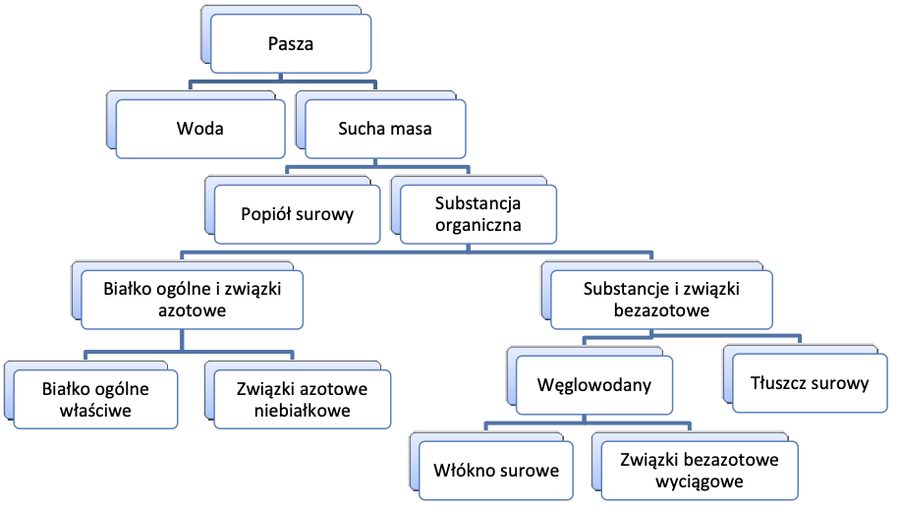 Pasza
Woda
Sucha masa
Popiół surowy
Substancja
organiczna
Białko ogólne i związki
azotowe
Substancje i związki
bezazotowe
Białko ogólne
właściwe
Związki azotowe
niebiałkowe
Węglowodany
Tłuszcz surowy
Włókno surowe
Związki bezazotowe
wyciągowe